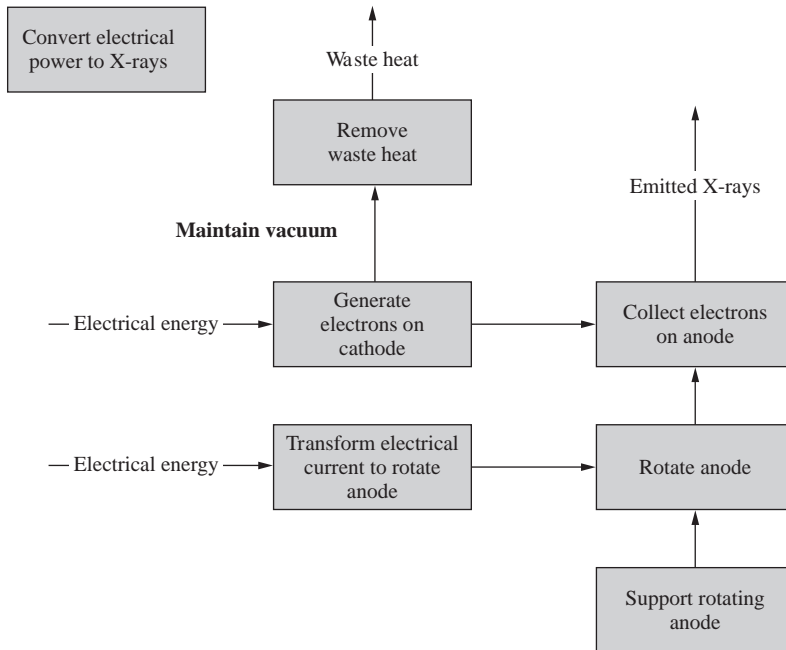 Convert electrical
power to X-rays
Waste heat
Remove
waste heat
Emitted X-rays
Maintain vacuum
Electrical energy
Generate
electrons on
cathode
Collect electrons
on anode
Electrical energy
Transform electrical
current to rotate
anode
Rotate anode
Support rotating
anode